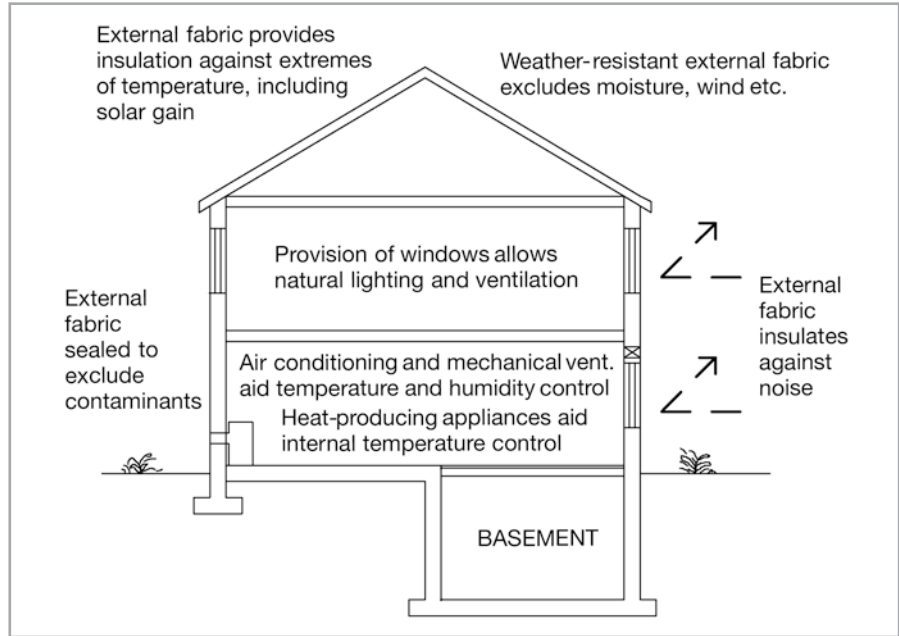 External fabric provides
insulation against extremes
of temperature, including
solar gain
Weather-resistant external fabric
excludes moisture, wind etc.
Provision of windows allows
natural lighting and ventilation
External
fabric
sealed to
exclude
contaminants
External
fabric
insulates
against
noise
Air conditioning and mechanical vent.
aid temperature and humidity control
Heat-producing appliances aid
internal temperature control
BASEMENT